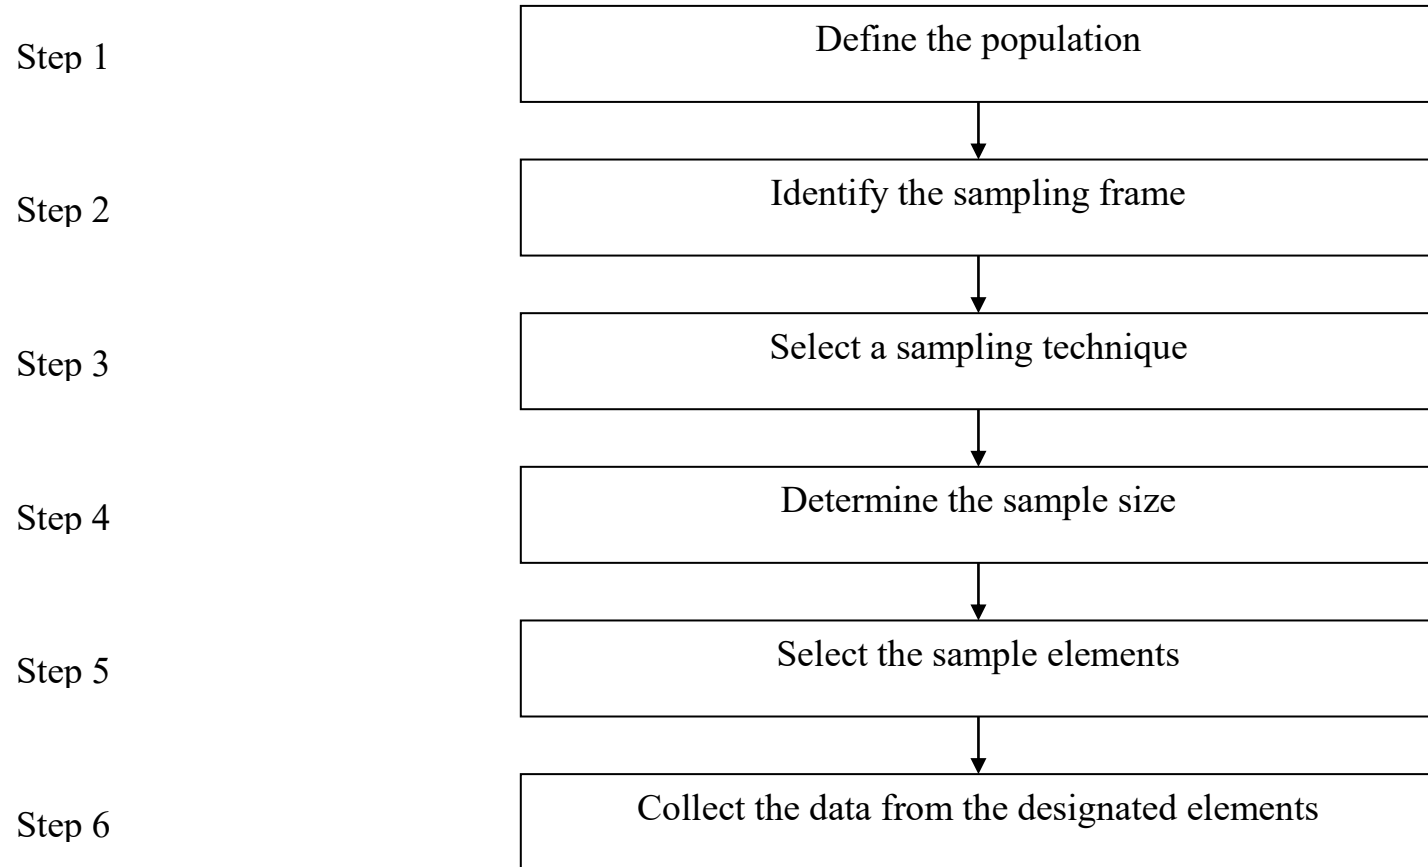 Step 1
Define the population
Step 2
Identify the sampling frame
Step 3
Select a sampling technique
Step 4
Determine the sample size
Step 5
Select the sample elements
Step 6
Collect the data from the designated elements